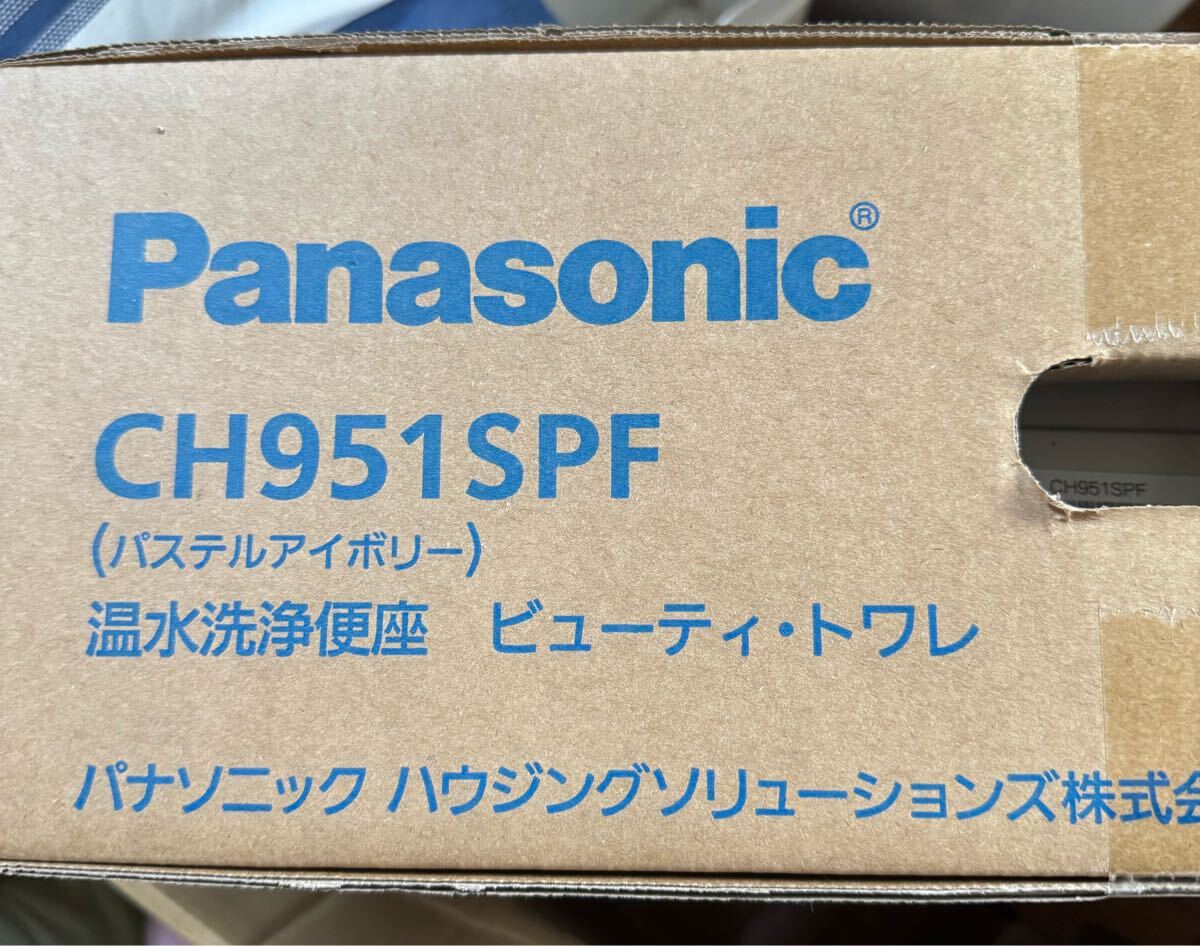 Panasonic®
CH951SPF
(パステルアイボリー)
温水洗浄便座 ビューティ・トワレ
パナソニック ハウジングソリューションズ株式会
CH951SPF